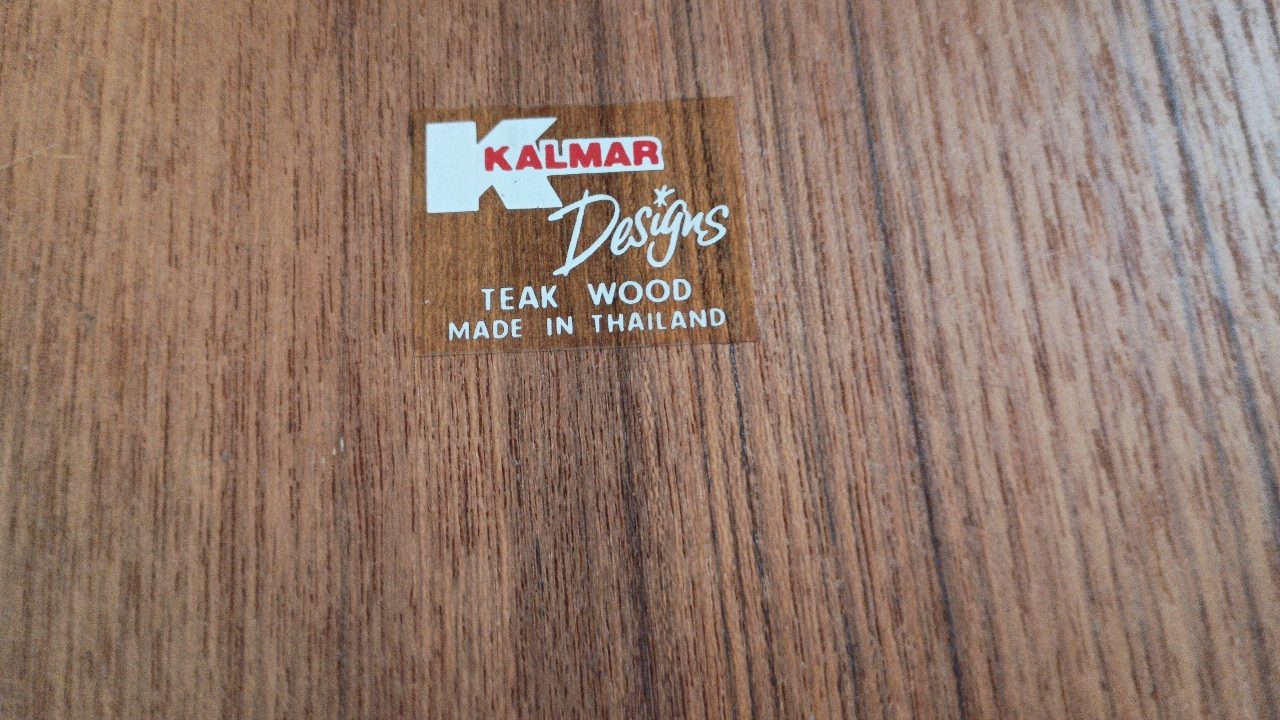 KALMAR
Designs
TEAK WOOD
MADE IN THAILAND